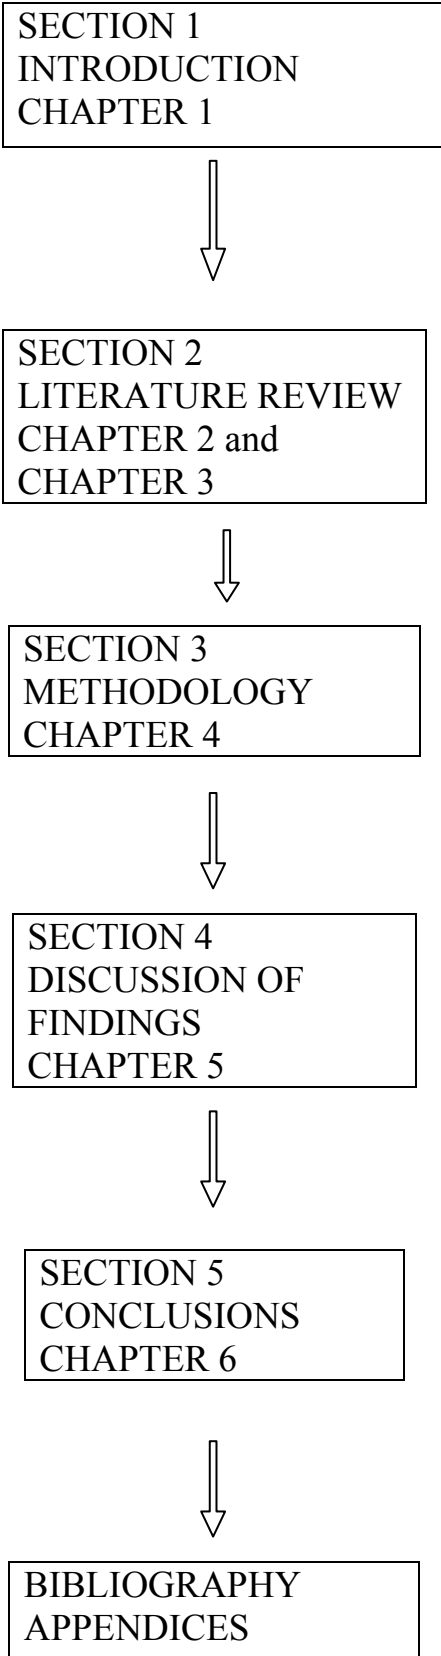 SECTION 1
INTRODUCTION
CHAPTER 1
SECTION 2
LITERATURE REVIEW
CHAPTER 2 and
CHAPTER 3
SECTION 3
METHODOLOGY
CHAPTER 4
SECTION 4
DISCUSSION OF
FINDINGS
CHAPTER 5
SECTION 5
CONCLUSIONS
CHAPTER 6
BIBLIOGRAPHY
APPENDICES